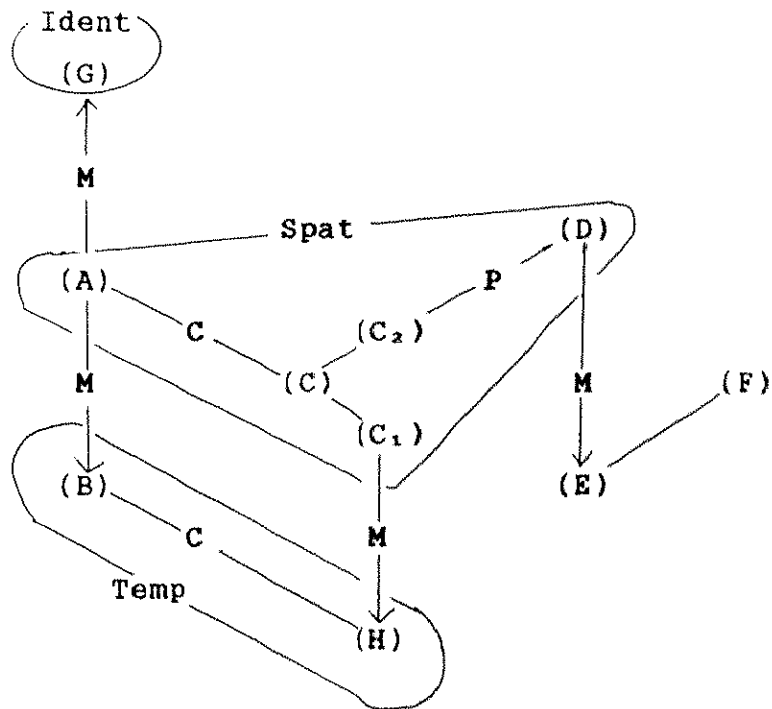 Ident
(G)
M
Spat
(D)
(A)
P
C
(C₂)
M
(C)
M
(F)
(C₁)
(B)
(E)
C
M
Temp
(H)